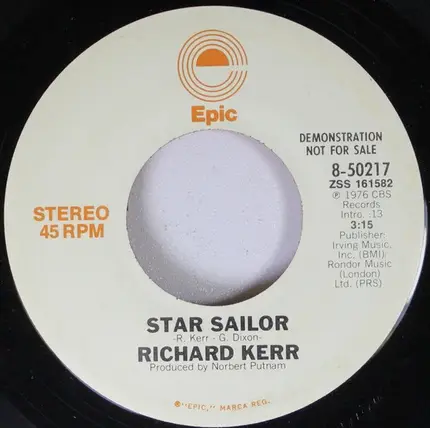 Epic
DEMONSTRATION
NOT FOR SALE
8-50217
ZSS 161582
℗ 1976 CBS
Records
Intro. :13
3:15
Publisher:
Irving Music,
Inc. (BMI)
Rondor Music
(London)
Ltd. (PRS)
STEREO
45 RPM
STAR SAILOR
-R. Kerr - G. Dixon-
RICHARD KERR
Produced by Norbert Putnam
®"EPIC," MARCA REG.